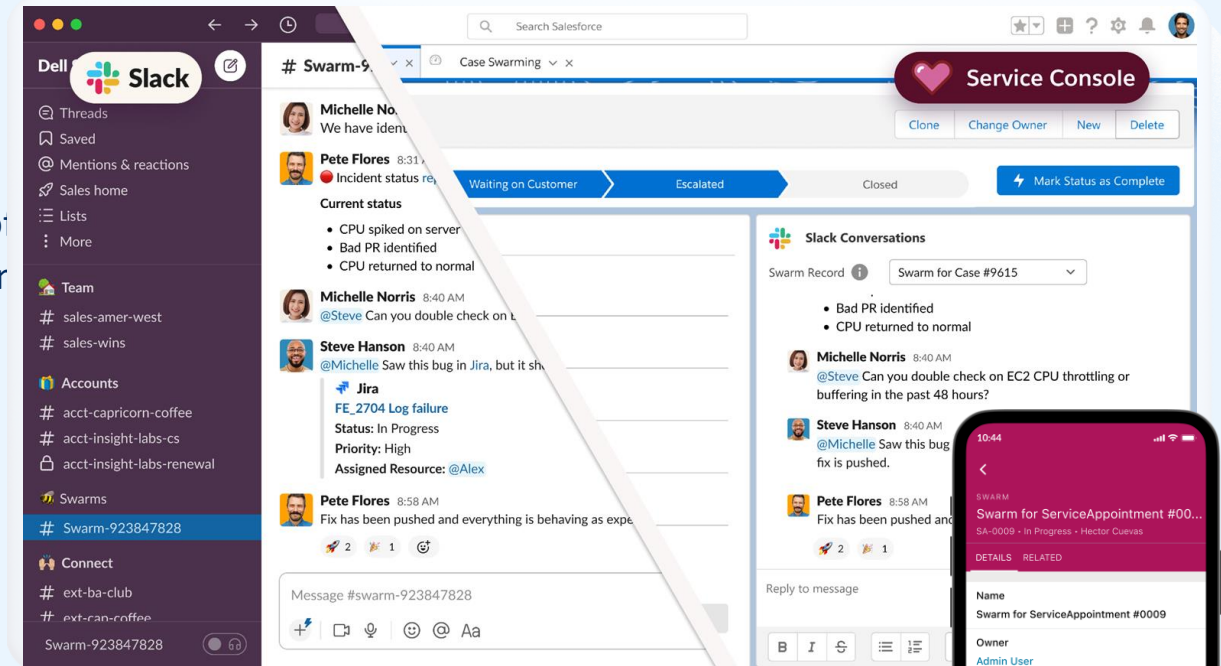 Search Salesforce
Dell
Slack
Threads
Saved
@ Mentions & reactions
Sales home
Lists
More
Team
# sales-amer-west
# sales-wins
Accounts
# acct-capricorn-coffee
# acct-insight-labs-cs
acct-insight-labs-renewal
Swarms
# Swarm-923847828
Connect
# ext-ba-club
# ext-cap-coffee
Swarm-923847828
# Swarm-9
Michelle
We have
Pete Flores 8:31
Incident status
Current status
• CPU spiked on server
• Bad PR identified
• CPU returned to normal
Michelle Norris 8:40 AM
@Steve Can you double check on
Steve Hanson 8:40 AM
@Michelle Saw this bug in Jira, but it
Jira
FE_2704 Log failure
Status: In Progress
Priority: High
Assigned Resource: @Alex
Pete Flores 8:58 AM
Fix has been pushed and everything is behaving as
2 1
Message #swarm-923847828
@ Aa
Case Swarming
Service Console
Clone Change Owner New Delete
Waiting on Customer Escalated Closed Mark Status as Complete
Slack Conversations
Swarm Record Swarm for Case #9615
• Bad PR identified
• CPU returned to normal
Michelle Norris 8:40 AM
@Steve Can you double check on EC2 CPU throttling or
buffering in the past 48 hours?
Steve Hanson 8:40 AM
@Michelle Saw this bug
fix is pushed.
Pete Flores 8:58 AM
Fix has been pushed and
2 1
Reply to message
B I S
10:44
SWARM
Swarm for ServiceAppointment #00...
SA-0009 • In Progress • Hector Cuevas
DETAILS RELATED
Name
Swarm for ServiceAppointment #0009
Owner
Admin User